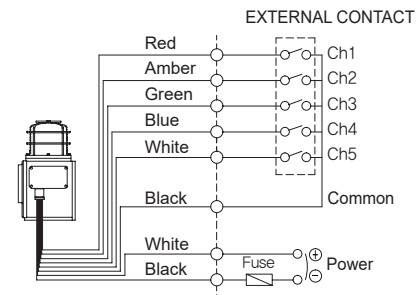 EXTERNAL CONTACT
Red Ch1
Amber Ch2
Green Ch3
Blue Ch4
White Ch5
Black Common
White +
Fuse Power
Black -